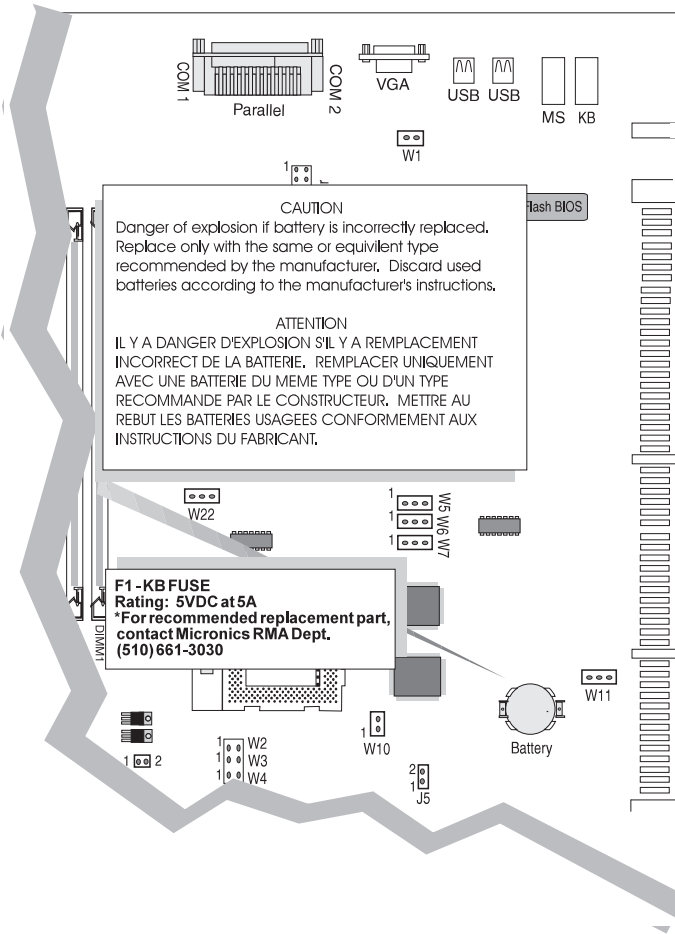 COM 1
Parallel
COM 2
VGA
USB USB
MS KB
W1
1
Flash BIOS
CAUTION
Danger of explosion if battery is incorrectly replaced.
Replace only with the same or equivilent type
recommended by the manufacturer. Discard used
batteries according to the manufacturer's instructions.
ATTENTION
IL Y A DANGER D'EXPLOSION S'IL Y A REMPLACEMENT
INCORRECT DE LA BATTERIE. REMPLACER UNIQUEMENT
AVEC UNE BATTERIE DU MEME TYPE OU D'UN TYPE
RECOMMANDE PAR LE CONSTRUCTEUR. METTRE AU
REBUT LES BATTERIES USAGEES CONFORMEMENT AUX
INSTRUCTIONS DU FABRICANT.
W22
1 W5
1 W6
1 W7
F1-KB FUSE
Rating: 5VDC at 5A
*For recommended replacement part,
contact Micronics RMA Dept.
(510) 661-3030
DIMM1
W11
Battery
1
W10
1 W2
1 W3
1 W4
1 2
2
1
J5